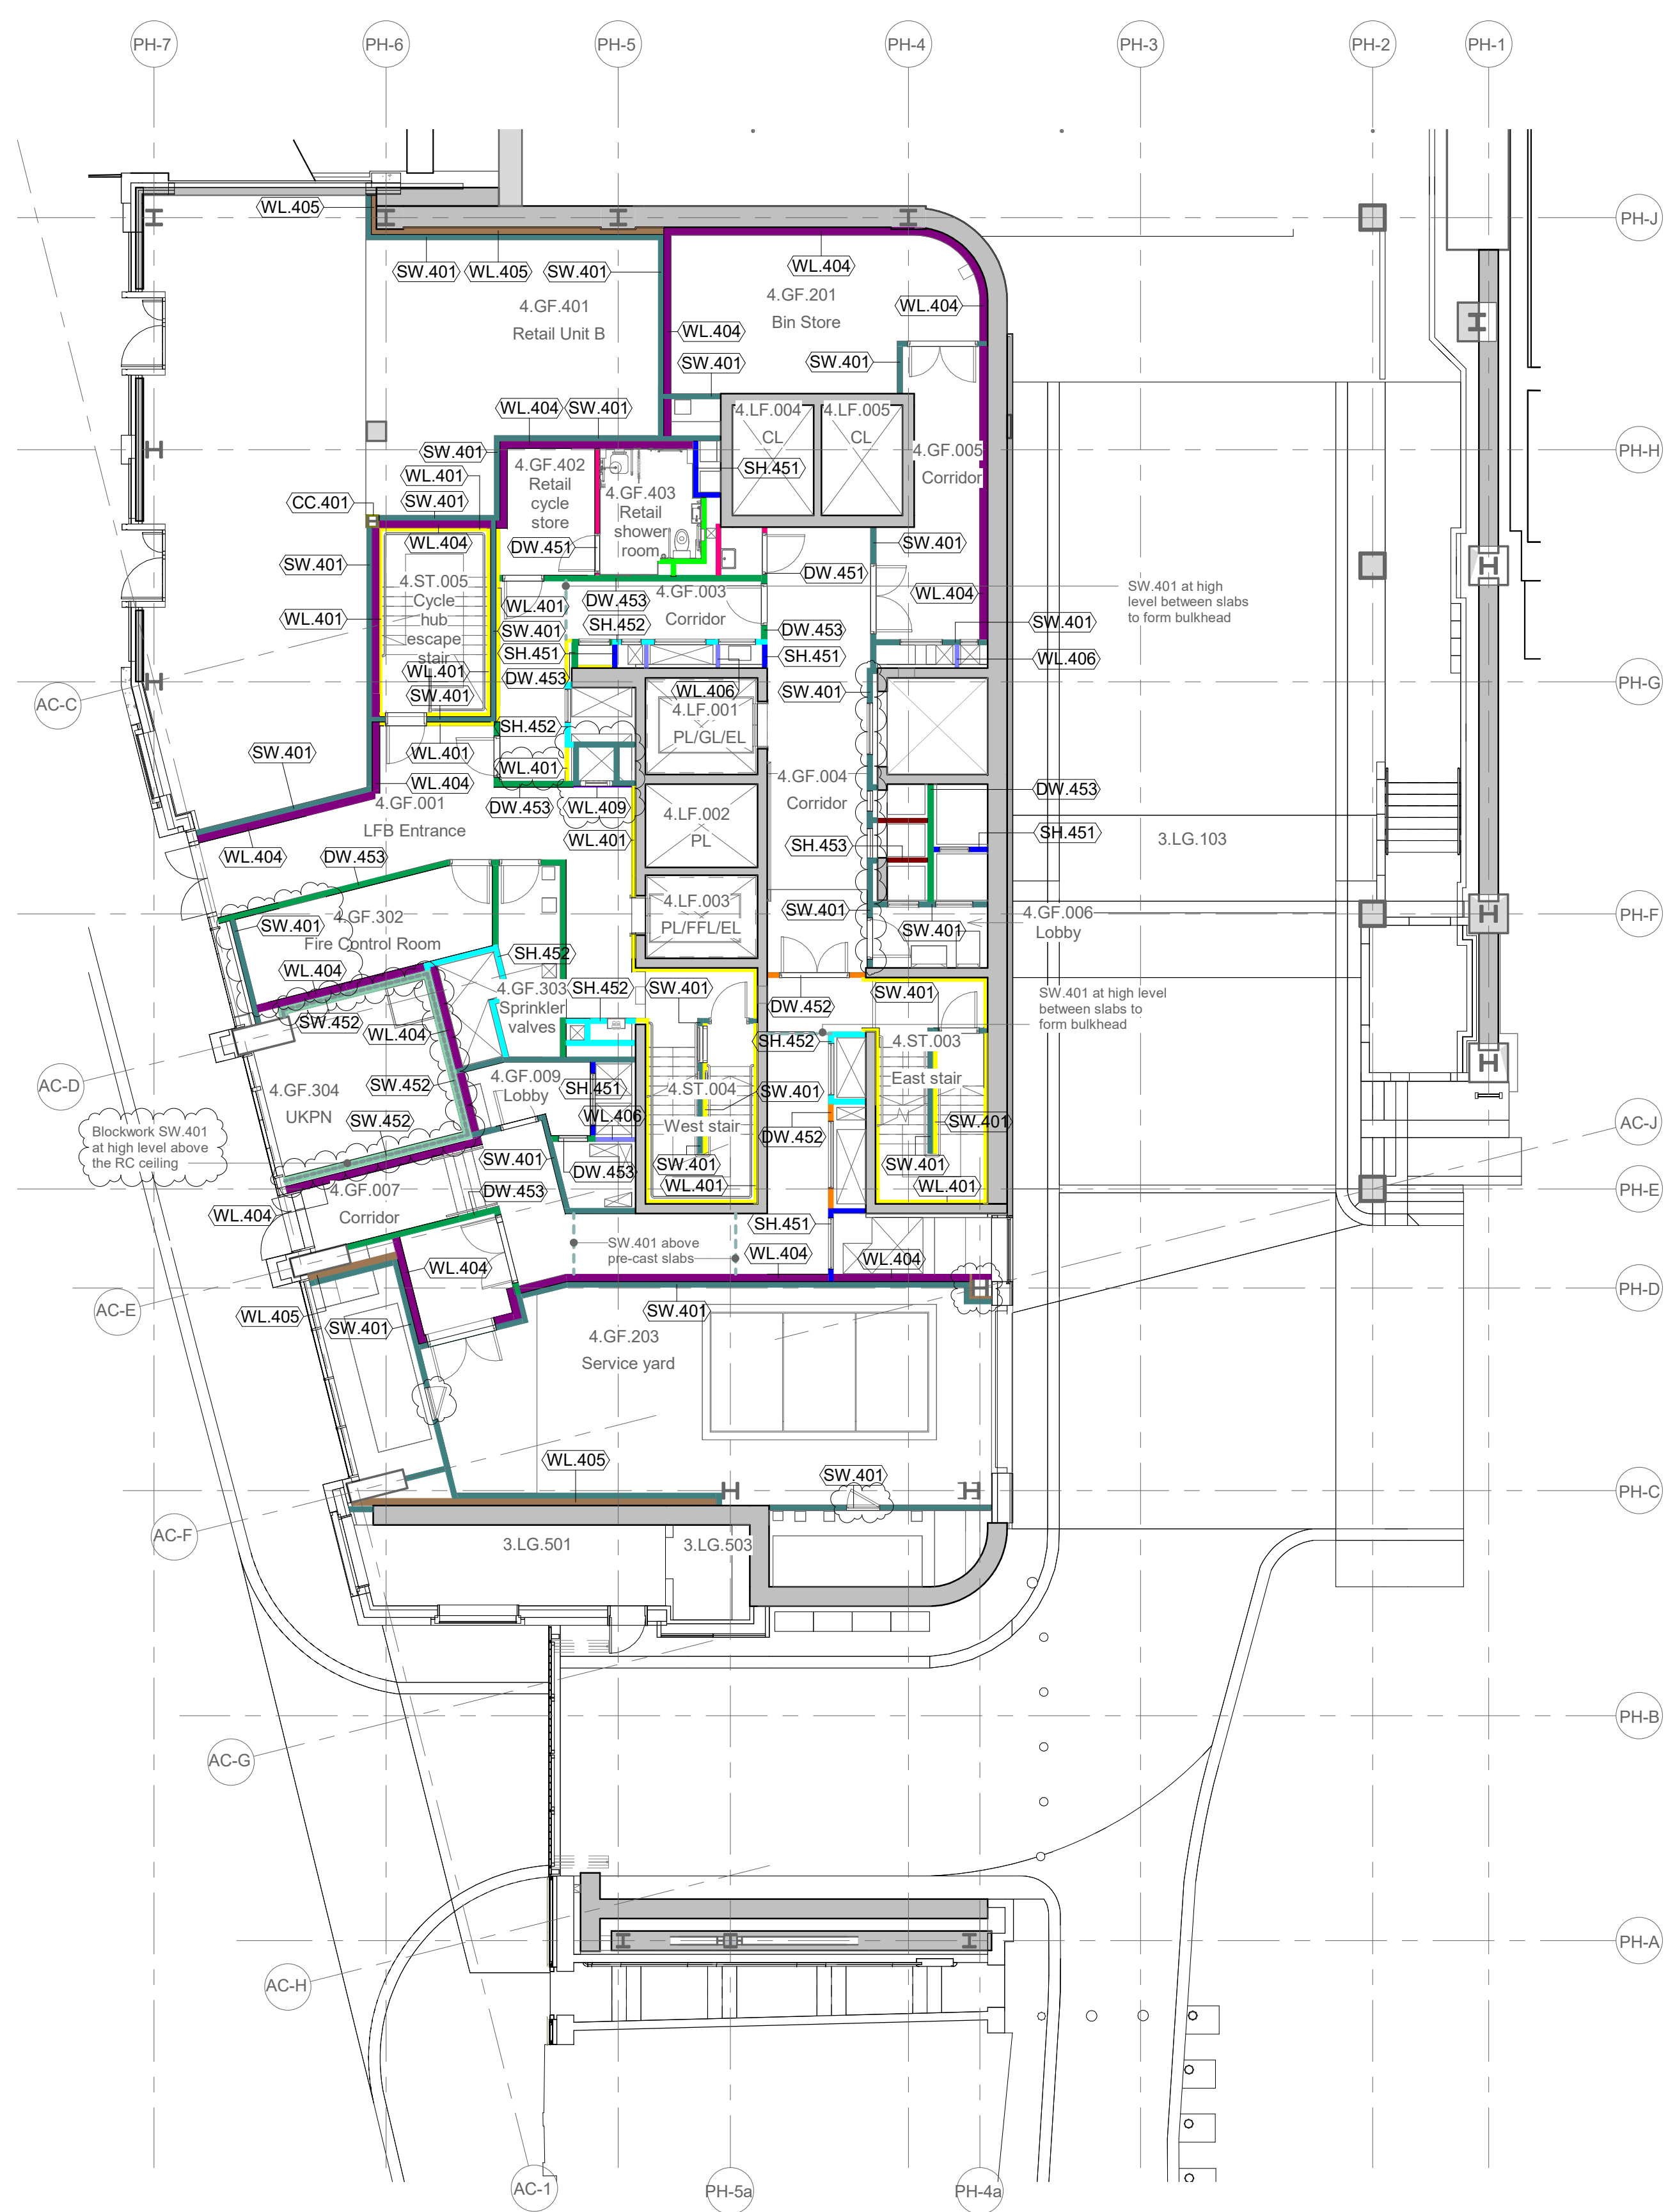 PH-7
PH-6
PH-5
PH-4
PH-3
PH-2
PH-1
WL.405
PH-J
SW.401
WL.405
SW.401
WL.404
4.GF.401
Retail Unit B
4.GF.201
Bin Store
WL.404
WL.404
SW.401
SW.401
WL.404
SW.401
4.LF.004
CL
4.LF.005
CL
SW.401
4.GF.005
Corridor
PH-H
WL.401
4.GF.402
Retail
cycle
store
SH.451
CC.401
SW.401
4.GF.403
Retail
shower
room
WL.404
DW.451
SW.401
SW.401
4.ST.005
Cycle
hub
escape
stair
DW.451
SW.401 at high
level between slabs
to form bulkhead
WL.401
DW.453
4.GF.003
Corridor
WL.404
WL.401
SH.452
SW.401
SW.401
DW.453
SH.451
SH.451
WL.406
WL.401
DW.453
SW.401
WL.406
SW.401
PH-G
AC-C
4.LF.001
PL/GL/EL
SH.452
SW.401
WL.401
WL.401
4.GF.004
Corridor
WL.404
4.GF.001
LFB Entrance
DW.453
WL.409
DW.453
4.LF.002
PL
WL.401
SH.451
3.LG.103
SH.453
WL.404
DW.453
4.LF.003
PL/FFL/EL
SW.401
4.GF.006
Lobby
PH-F
4.GF.302
Fire Control Room
SW.401
SW.401
SH.452
WL.404
4.GF.303
Sprinkler
valves
SH.452
SW.401
DW.452
SW.401
SW.401 at high level
between slabs to
form bulkhead
SW.452
WL.404
SH.452
4.ST.003
East stair
AC-D
4.GF.304
UKPN
SW.452
4.GF.009
Lobby
SH.451
4.ST.004
West stair
SW.401
WL.406
SW.401
SW.452
AC-J
Blockwork SW.401
at high level above
the RC ceiling
DW.452
SW.401
DW.453
SW.401
SW.401
WL.401
WL.401
4.GF.007
Corridor
DW.453
PH-E
WL.404
SH.451
SW.401 above
pre-cast slabs
WL.404
WL.404
WL.404
PH-D
AC-E
WL.405
SW.401
SW.401
4.GF.203
Service yard
WL.405
SW.401
PH-C
AC-F
3.LG.501
3.LG.503
PH-B
AC-G
PH-A
AC-H
AC-1
PH-5a
PH-4a